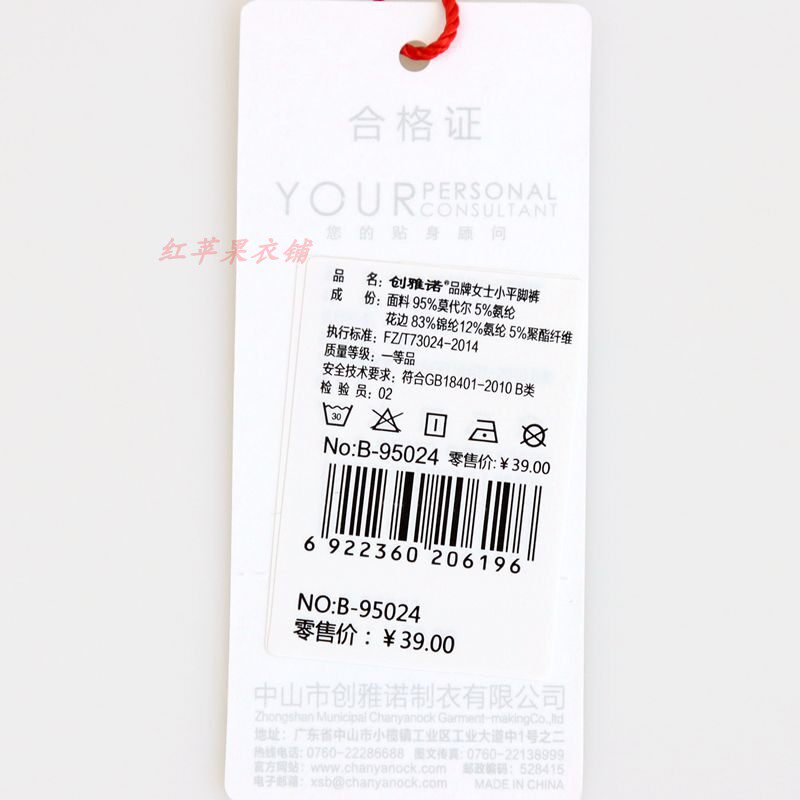 合格证
YOUR PERSONAL
CONSULTANT
您的贴身顾问
红苹果衣铺
品 名：创雅诺®品牌女士小平脚裤
成 份：面料 95%莫代尔 5%氨纶
花边 83%锦纶12%氨纶 5%聚酯纤维
执行标准：FZ/T73024-2014
质量等级：一等品
安全技术要求：符合GB18401-2010 B类
检 验 员：02
30
No:B-95024 零售价:￥39.00
6 922360 206196
NO:B-95024
零售价：￥39.00
中山市创雅诺制衣有限公司
Zhongshan Municipal Chanyanock Garment-makingCo.,ltd
地址：广东省中山市小榄镇工业区工业大道中1号之二
热线电话：0760-22286688 图文传真：0760-22138999
官方网站：www.chanyanock.com 邮政编码：528415
电子邮箱：xsb@chanyanock.com MADE IN CHINA